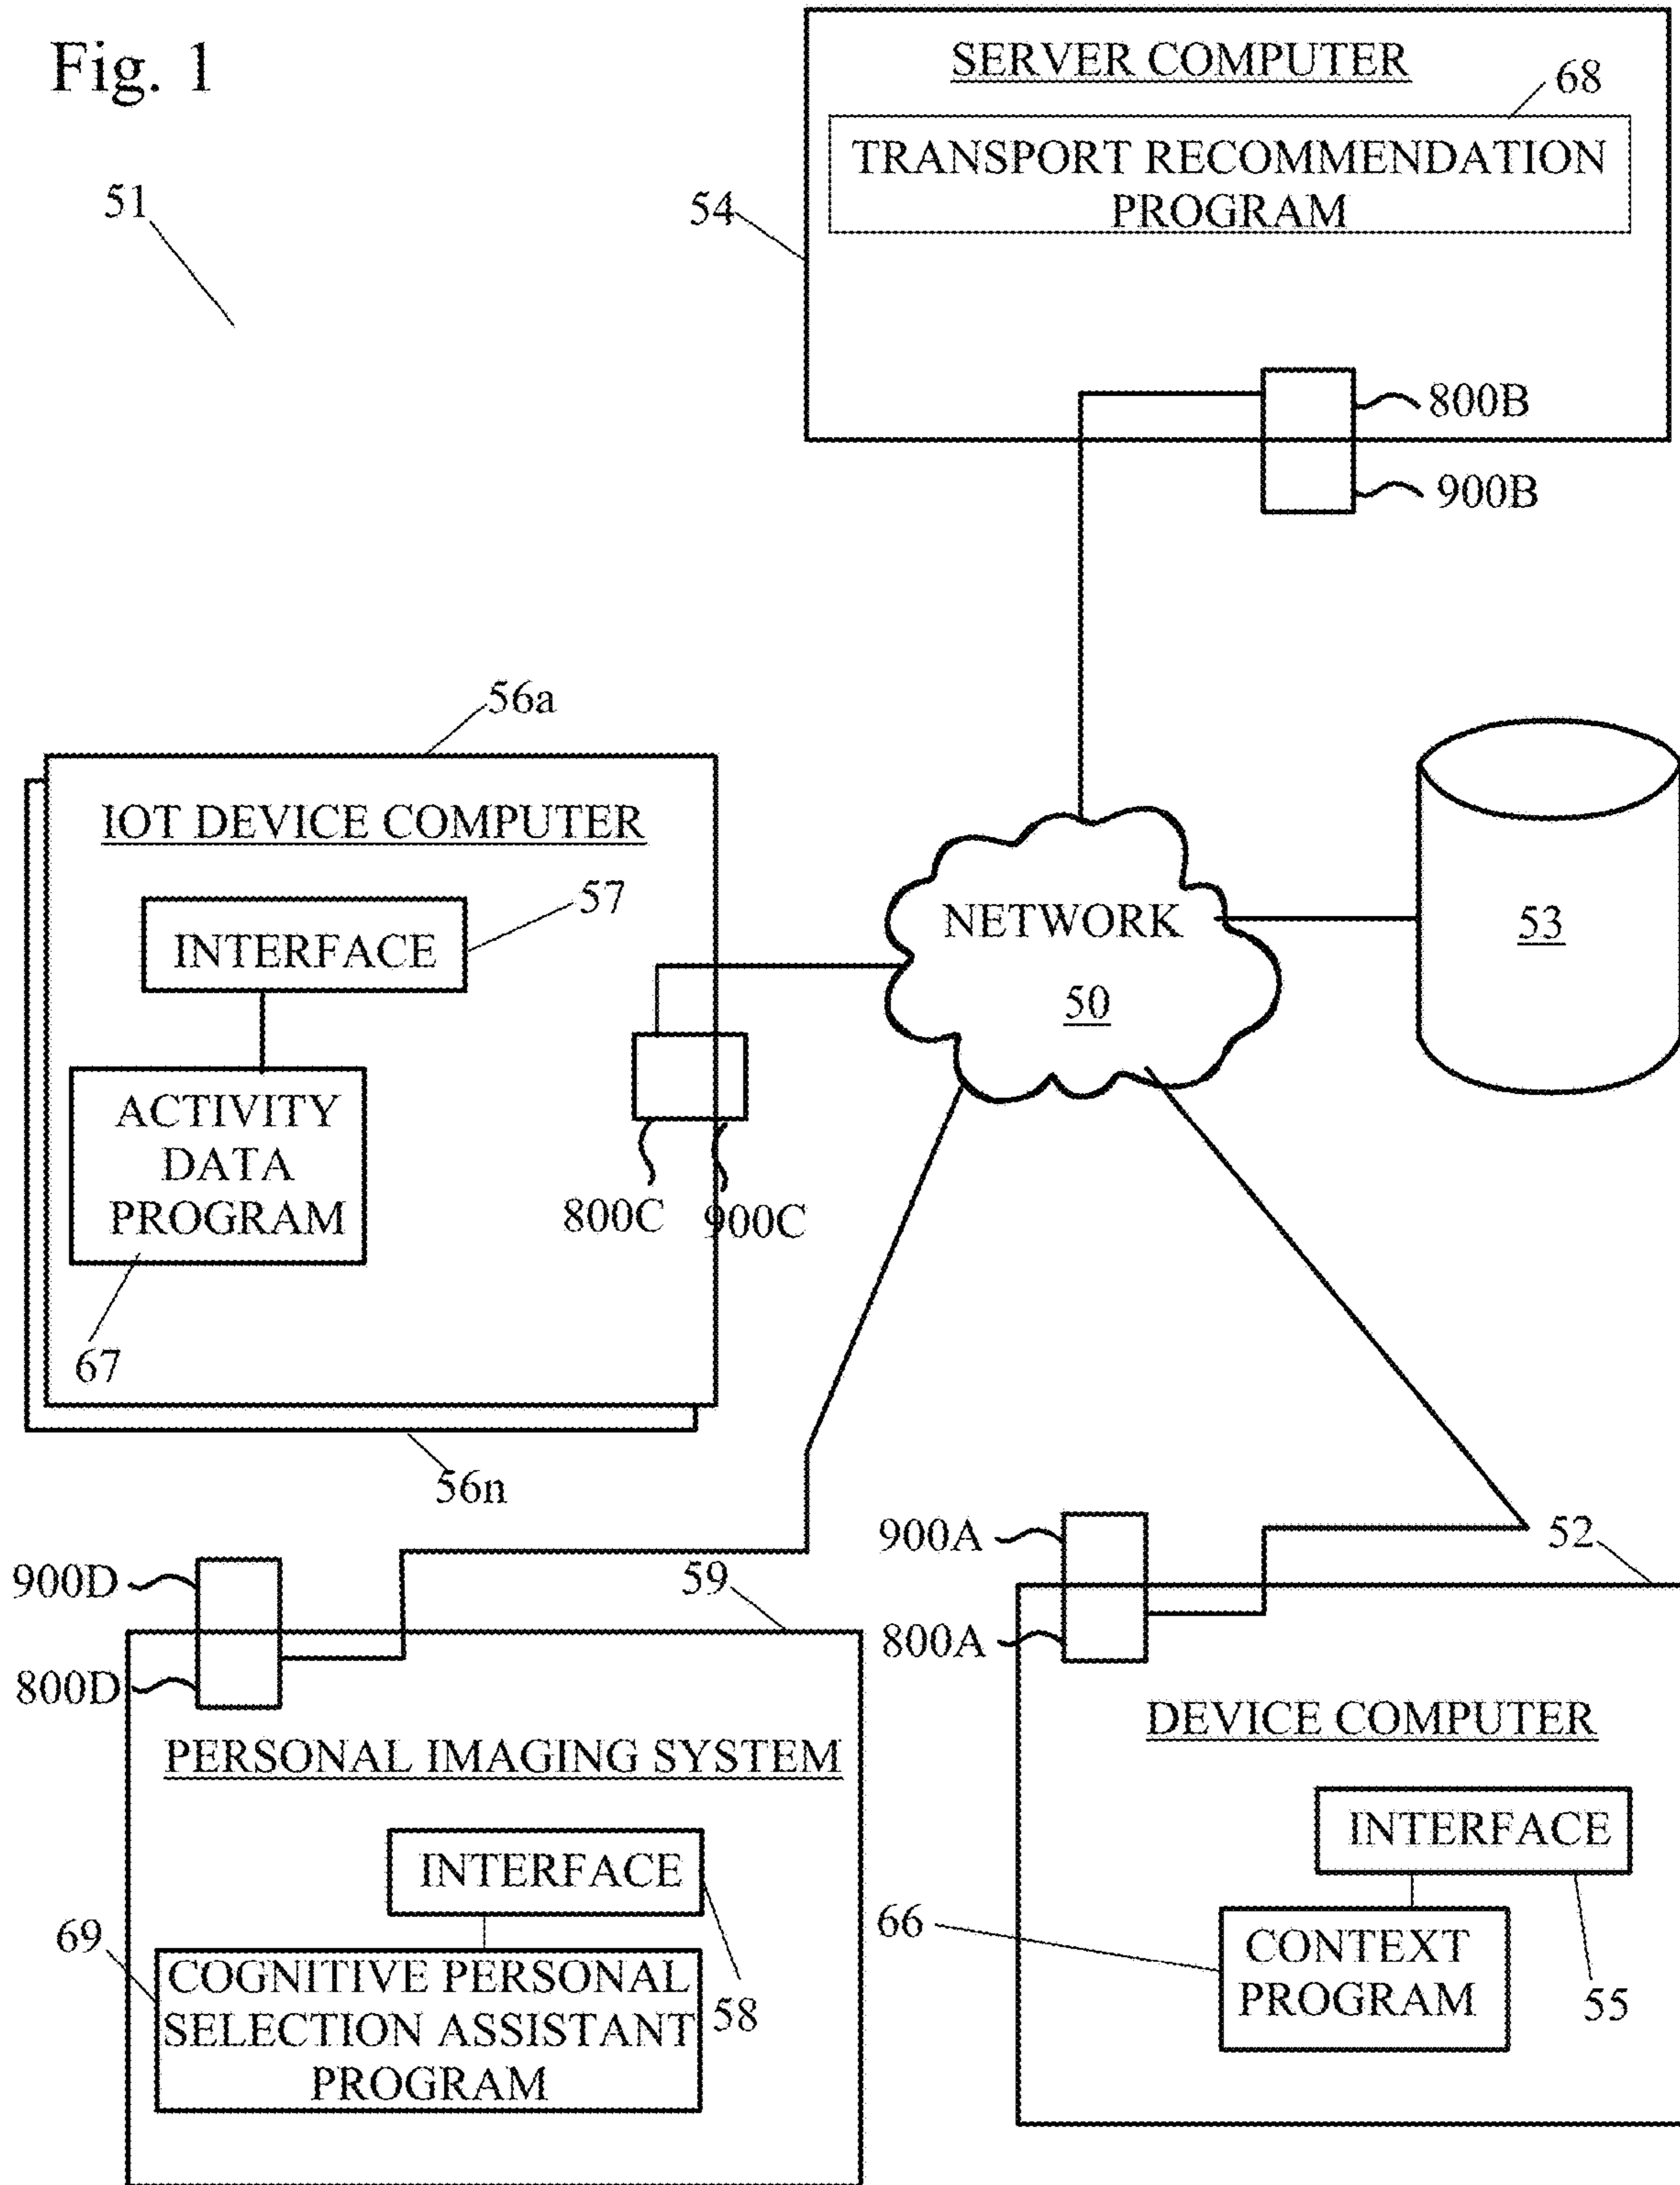 Fig. 1
51
SERVER COMPUTER
68
TRANSPORT RECOMMENDATION
PROGRAM
54
800B
900B
56a
IOT DEVICE COMPUTER
57
INTERFACE
ACTIVITY
DATA
PROGRAM
67
800C
900C
56n
NETWORK
50
53
900D
800D
59
PERSONAL IMAGING SYSTEM
INTERFACE
58
69
COGNITIVE PERSONAL
SELECTION ASSISTANT
PROGRAM
900A
800A
52
DEVICE COMPUTER
INTERFACE
55
66
CONTEXT
PROGRAM